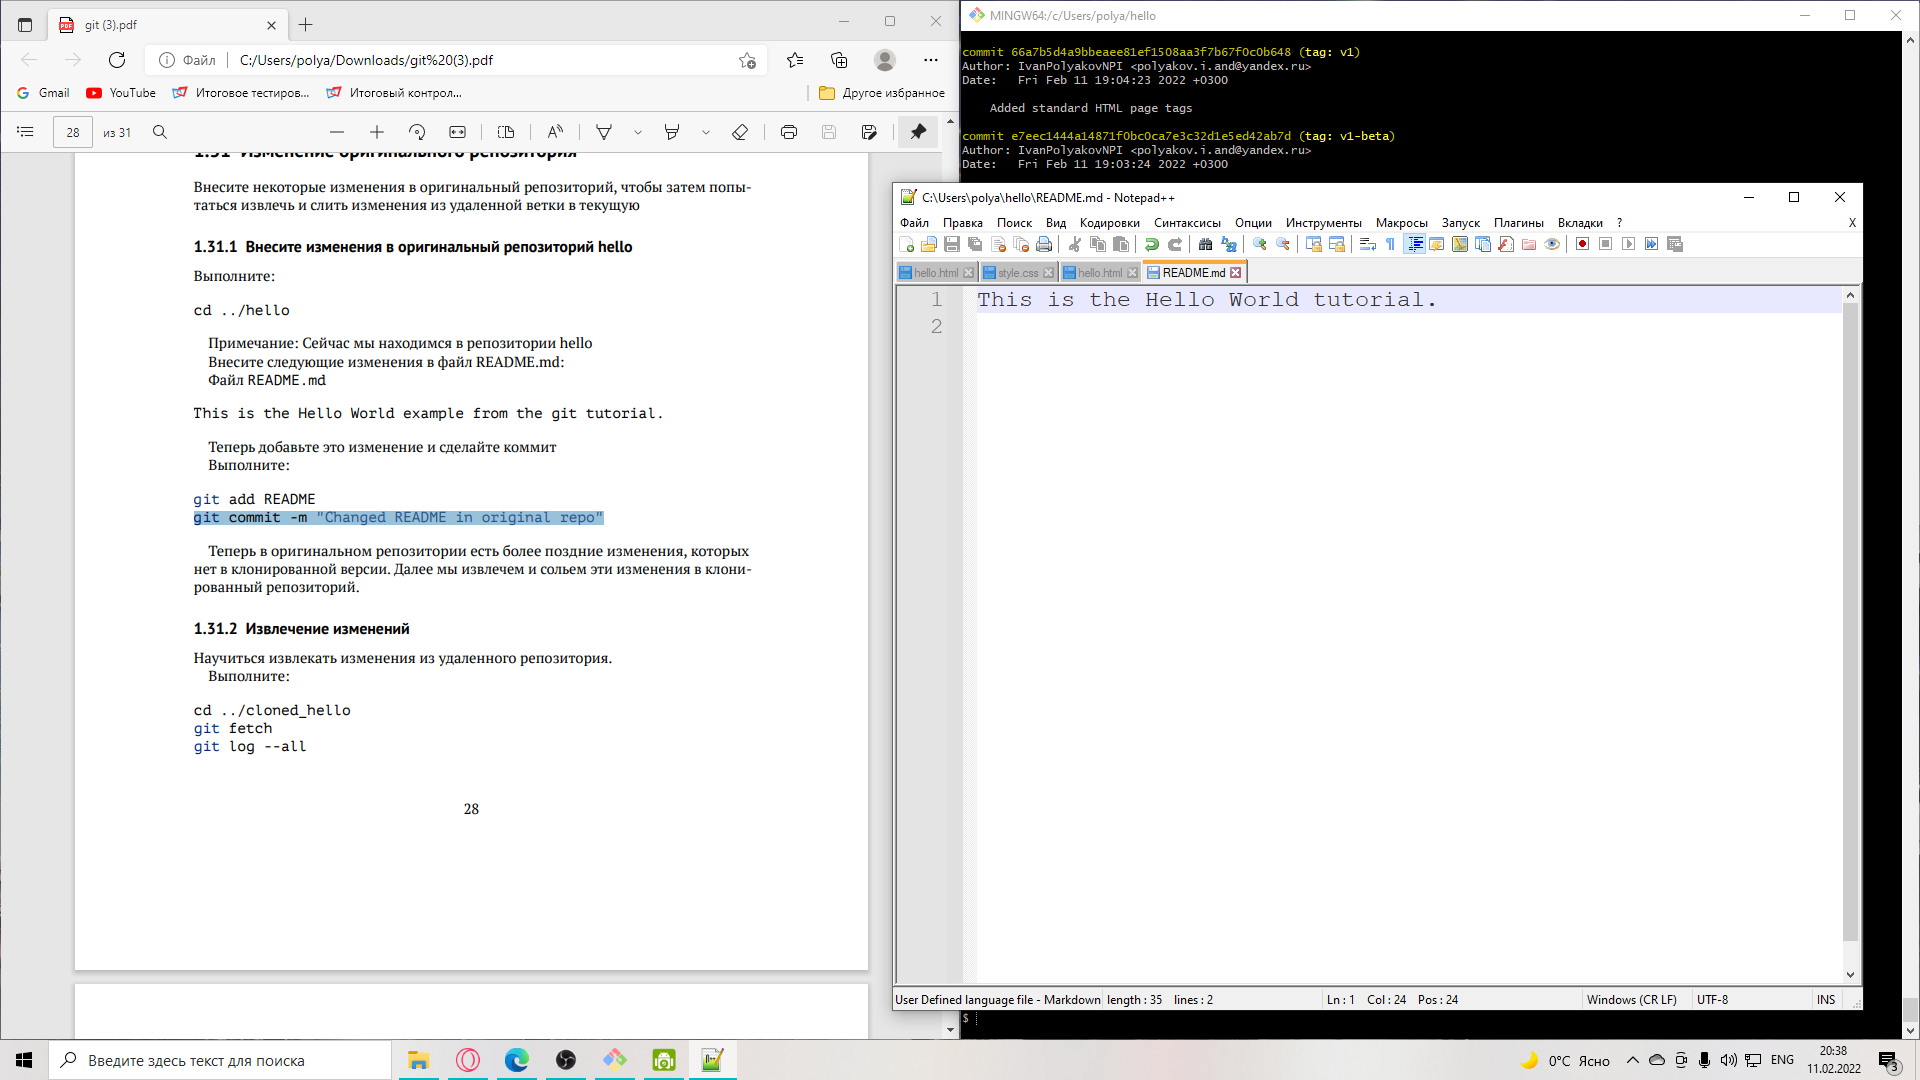 git (3).pdf
Файл
C:/Users/polya/Downloads/git%20(3).pdf
Gmail
YouTube
Итоговое тестиров...
Итоговый контрол...
Другое избранное
28
из 31
1.31 Изменение оригинального репозитория
Внесите некоторые изменения в оригинальный репозиторий, чтобы затем попы-
таться извлечь и слить изменения из удаленной ветки в текущую
1.31.1 Внесите изменения в оригинальный репозиторий hello
Выполните:
cd ../hello
Примечание: Сейчас мы находимся в репозитории hello
Внесите следующие изменения в файл README.md:
Файл README.md
This is the Hello World example from the git tutorial.
Теперь добавьте это изменение и сделайте коммит
Выполните:
git add README
git commit -m "Changed README in original repo"
Теперь в оригинальном репозитории есть более поздние изменения, которых
нет в клонированной версии. Далее мы извлечем и сольем эти изменения в клони-
рованный репозиторий.
1.31.2 Извлечение изменений
Научиться извлекать изменения из удаленного репозитория.
Выполните:
cd ../cloned_hello
git fetch
git log --all
28
MINGW64:/c/Users/polya/hello
commit 66a7b5d4a9bbeaee81ef1508aa3f7b67f0c0b648 (tag: v1)
Author: IvanPolyakovNPI <polyakov.i.and@yandex.ru>
Date:   Fri Feb 11 19:04:23 2022 +0300
Added standard HTML page tags
commit e7eec1444a14871f0bc0ca7e3c32d1e5ed42ab7d (tag: v1-beta)
Author: IvanPolyakovNPI <polyakov.i.and@yandex.ru>
Date:   Fri Feb 11 19:03:24 2022 +0300
C:\Users\polya\hello\README.md - Notepad++
Файл Правка Поиск Вид Кодировки Синтаксисы Опции Инструменты Макросы Запуск Плагины Вкладки ? X
hello.html style.css hello.html README.md
1 This is the Hello World tutorial.
2
User Defined language file - Markdown length : 35 lines : 2 Ln : 1 Col : 24 Pos : 24 Windows (CR LF) UTF-8 INS
$
Введите здесь текст для поиска
0°C Ясно
ENG
20:38
11.02.2022
3